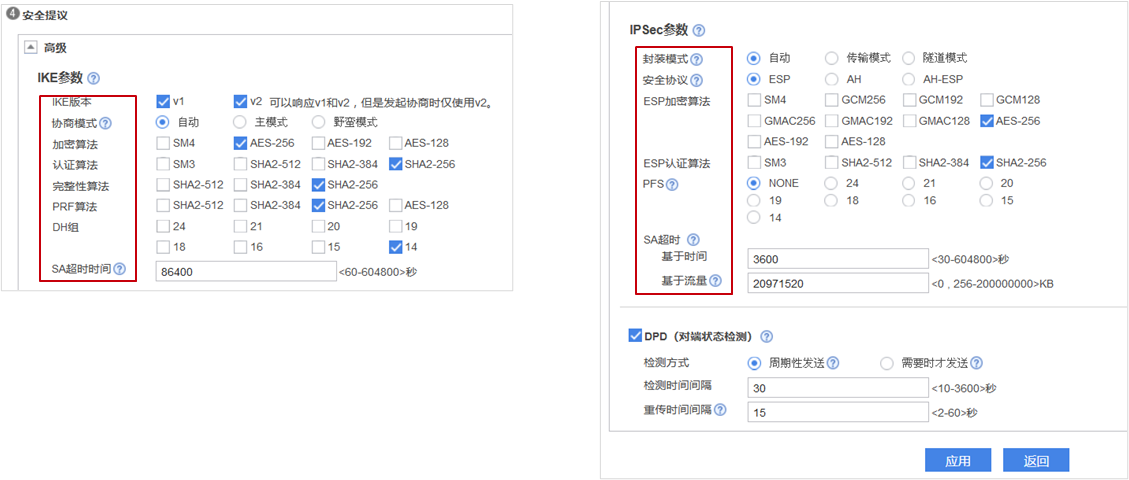 4 安全提议
高级
IKE参数 ?
IKE版本 v1 v2 可以响应v1和v2，但是发起协商时仅使用v2。
协商模式 ? 自动 主模式 野蛮模式
加密算法 SM4 AES-256 AES-192 AES-128
认证算法 SM3 SHA2-512 SHA2-384 SHA2-256
完整性算法 SHA2-512 SHA2-384 SHA2-256
PRF算法 SHA2-512 SHA2-384 SHA2-256 AES-128
DH组 24 21 20 19
18 16 15 14
SA超时时间 ? 86400 <60-604800>秒
IPSec参数 ?
封装模式 ? 自动 传输模式 隧道模式
安全协议 ? ESP AH AH-ESP
ESP加密算法 SM4 GCM256 GCM192 GCM128
GMAC256 GMAC192 GMAC128 AES-256
AES-192 AES-128
ESP认证算法 SM3 SHA2-512 SHA2-384 SHA2-256
PFS ? NONE 24 21 20
19 18 16 15
14
SA超时 ?
基于时间 3600 <30-604800>秒
基于流量 ? 20971520 <0 , 256-200000000>KB
DPD（对端状态检测） ?
检测方式 周期性发送 ? 需要时才发送 ?
检测时间间隔 30 <10-3600>秒
重传时间间隔 ? 15 <2-60>秒
应用 返回